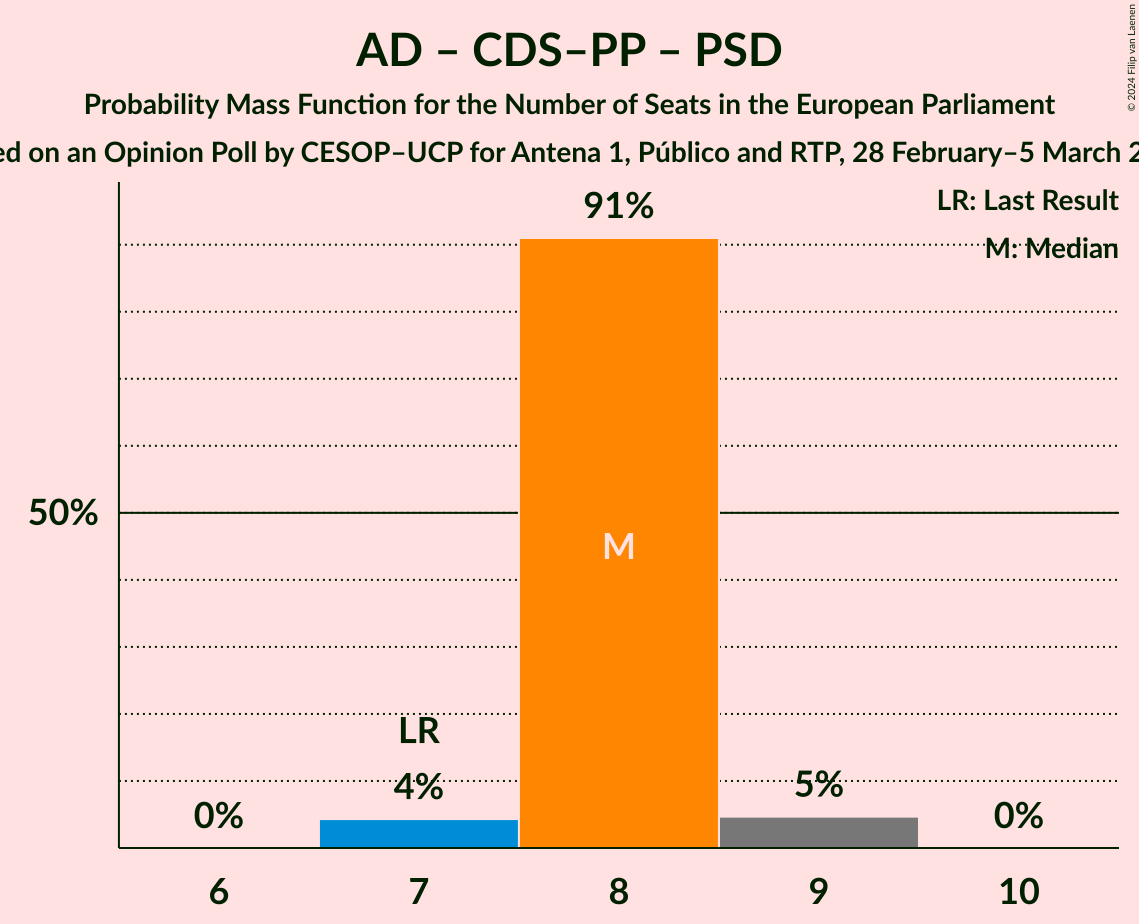 AD – CDS–PP – PSD
Probability Mass Function for the Number of Seats in the European Parliament
on an Opinion Poll by CESOP–UCP for Antena 1, Público and RTP, 28 February–5 March
© 2024 Filip van Laenen
LR: Last Result
M: Median
91%
50%
M
LR
4%
5%
0%
0%
6 7 8 9 10